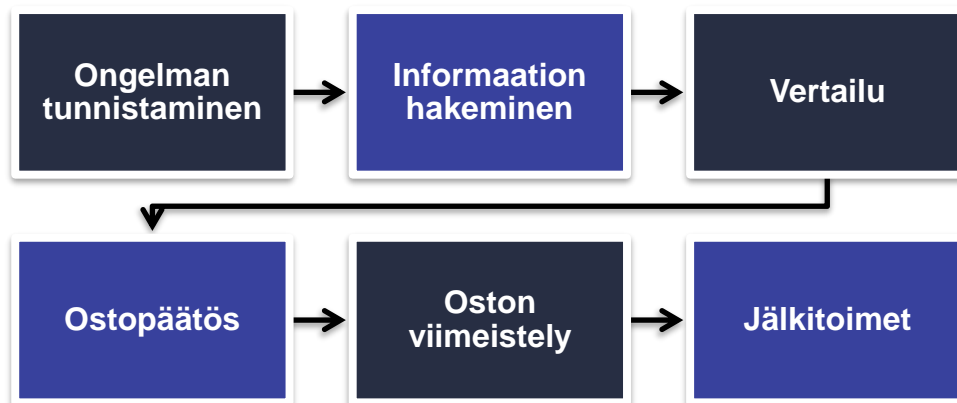 Ongelman
tunnistaminen
Informaation
hakeminen
Vertailu
Ostopäätös
Oston
viimeistely
Jälkitoimet